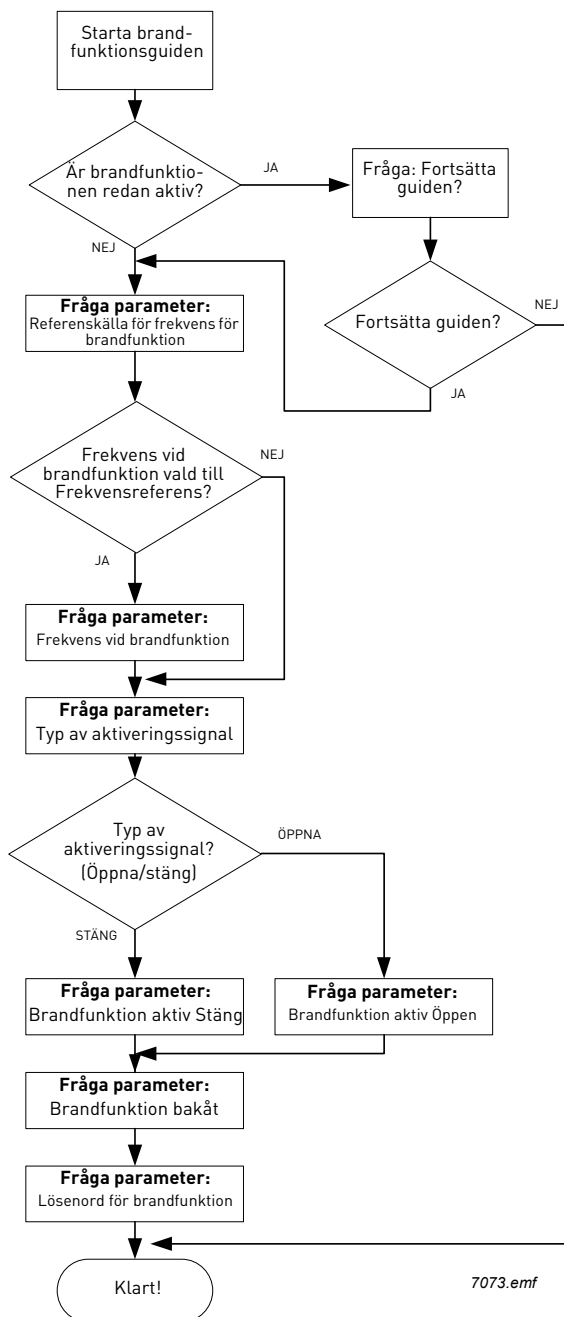 Starta brand-
funktionsguiden
Är brandfunktio-
nen redan aktiv?
JA
Fråga: Fortsätta
guiden?
NEJ
Fortsätta guiden?
NEJ
JA
Fråga parameter:
Referenskälla för frekvens för
brandfunktion
Frekvens vid
brandfunktion vald till
Frekvensreferens?
NEJ
JA
Fråga parameter:
Frekvens vid brandfunktion
Fråga parameter:
Typ av aktiveringssignal
Typ av
aktiveringssignal?
(Öppna/stäng)
ÖPPNA
STÄNG
Fråga parameter:
Brandfunktion aktiv Stäng
Fråga parameter:
Brandfunktion aktiv Öppen
Fråga parameter:
Brandfunktion bakåt
Fråga parameter:
Lösenord för brandfunktion
Klart!
7073.emf